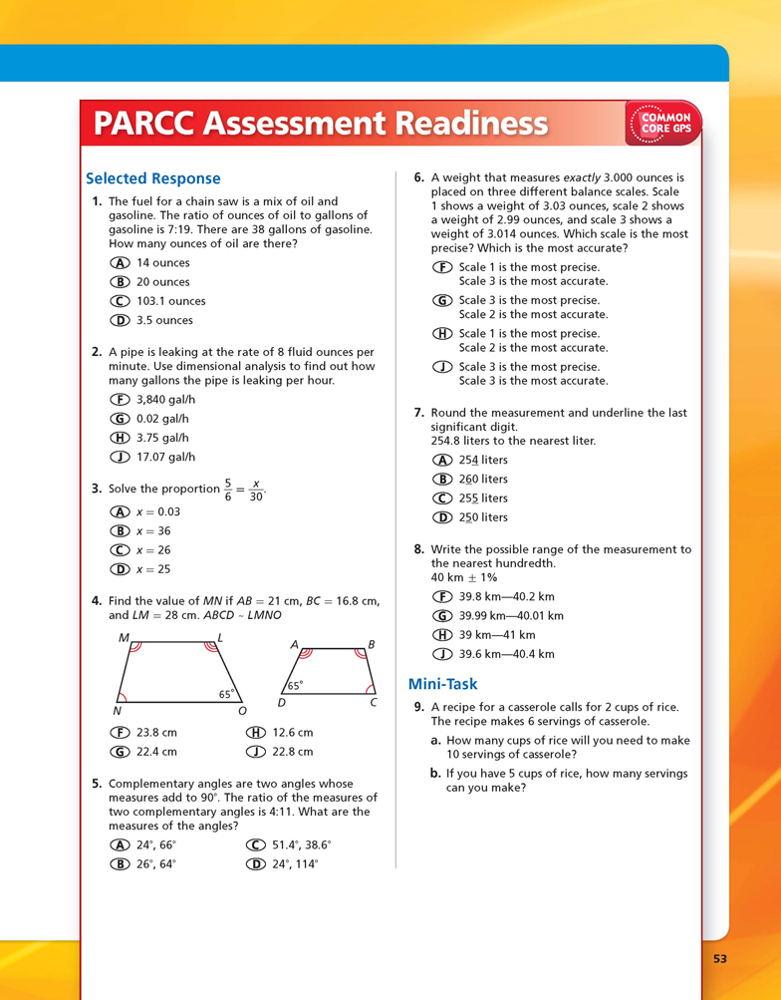 PARCC Assessment Readiness
COMMON
CORE GPS
Selected Response
1. The fuel for a chain saw is a mix of oil and
gasoline. The ratio of ounces of oil to gallons of
gasoline is 7:19. There are 38 gallons of gasoline.
How many ounces of oil are there?
A 14 ounces
B 20 ounces
C 103.1 ounces
D 3.5 ounces
2. A pipe is leaking at the rate of 8 fluid ounces per
minute. Use dimensional analysis to find out how
many gallons the pipe is leaking per hour.
F 3,840 gal/h
G 0.02 gal/h
H 3.75 gal/h
J 17.07 gal/h
3. Solve the proportion 5/6 = x/30.
A x = 0.03
B x = 36
C x = 26
D x = 25
4. Find the value of MN if AB = 21 cm, BC = 16.8 cm,
and LM = 28 cm. ABCD ~ LMNO
M L A B
65° 65°
N O D C
F 23.8 cm H 12.6 cm
G 22.4 cm J 22.8 cm
5. Complementary angles are two angles whose
measures add to 90°. The ratio of the measures of
two complementary angles is 4:11. What are the
measures of the angles?
A 24°, 66° C 51.4°, 38.6°
B 26°, 64° D 24°, 114°
6. A weight that measures exactly 3.000 ounces is
placed on three different balance scales. Scale
1 shows a weight of 3.03 ounces, scale 2 shows
a weight of 2.99 ounces, and scale 3 shows a
weight of 3.014 ounces. Which scale is the most
precise? Which is the most accurate?
F Scale 1 is the most precise.
Scale 3 is the most accurate.
G Scale 3 is the most precise.
Scale 2 is the most accurate.
H Scale 1 is the most precise.
Scale 2 is the most accurate.
J Scale 3 is the most precise.
Scale 3 is the most accurate.
7. Round the measurement and underline the last
significant digit.
254.8 liters to the nearest liter.
A 254 liters
B 260 liters
C 255 liters
D 250 liters
8. Write the possible range of the measurement to
the nearest hundredth.
40 km ± 1%
F 39.8 km—40.2 km
G 39.99 km—40.01 km
H 39 km—41 km
J 39.6 km—40.4 km
Mini-Task
9. A recipe for a casserole calls for 2 cups of rice.
The recipe makes 6 servings of casserole.
a. How many cups of rice will you need to make
10 servings of casserole?
b. If you have 5 cups of rice, how many servings
can you make?
53